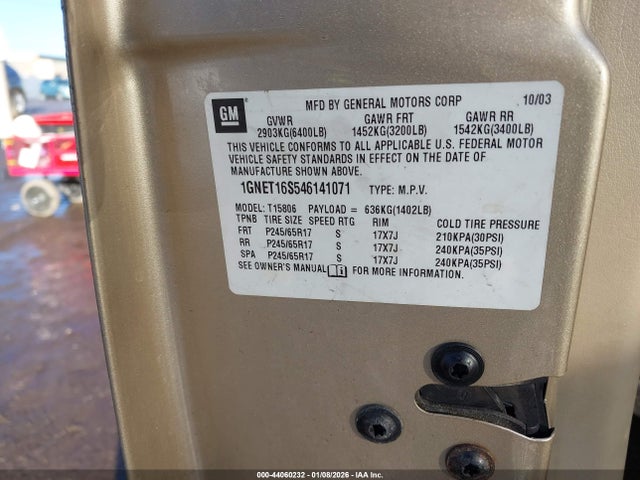 GM
MFD BY GENERAL MOTORS CORP 10/03
GVWR GAWR FRT GAWR RR
2903KG(6400LB) 1452KG(3200LB) 1542KG(3400LB)
THIS VEHICLE CONFORMS TO ALL APPLICABLE U.S. FEDERAL MOTOR
VEHICLE SAFETY STANDARDS IN EFFECT ON THE DATE OF
MANUFACTURE SHOWN ABOVE.
1GNET16S546141071 TYPE: M.P.V.
MODEL: T15806 PAYLOAD = 636KG(1402LB)
TPNB TIRE SIZE SPEED RTG RIM COLD TIRE PRESSURE
FRT P245/65R17 S 17X7J 210KPA(30PSI)
RR P245/65R17 S 17X7J 240KPA(35PSI)
SPA P245/65R17 S 17X7J 240KPA(35PSI)
SEE OWNER'S MANUAL FOR MORE INFORMATION.
000-44060232 - 01/08/2026 - IAA Inc.